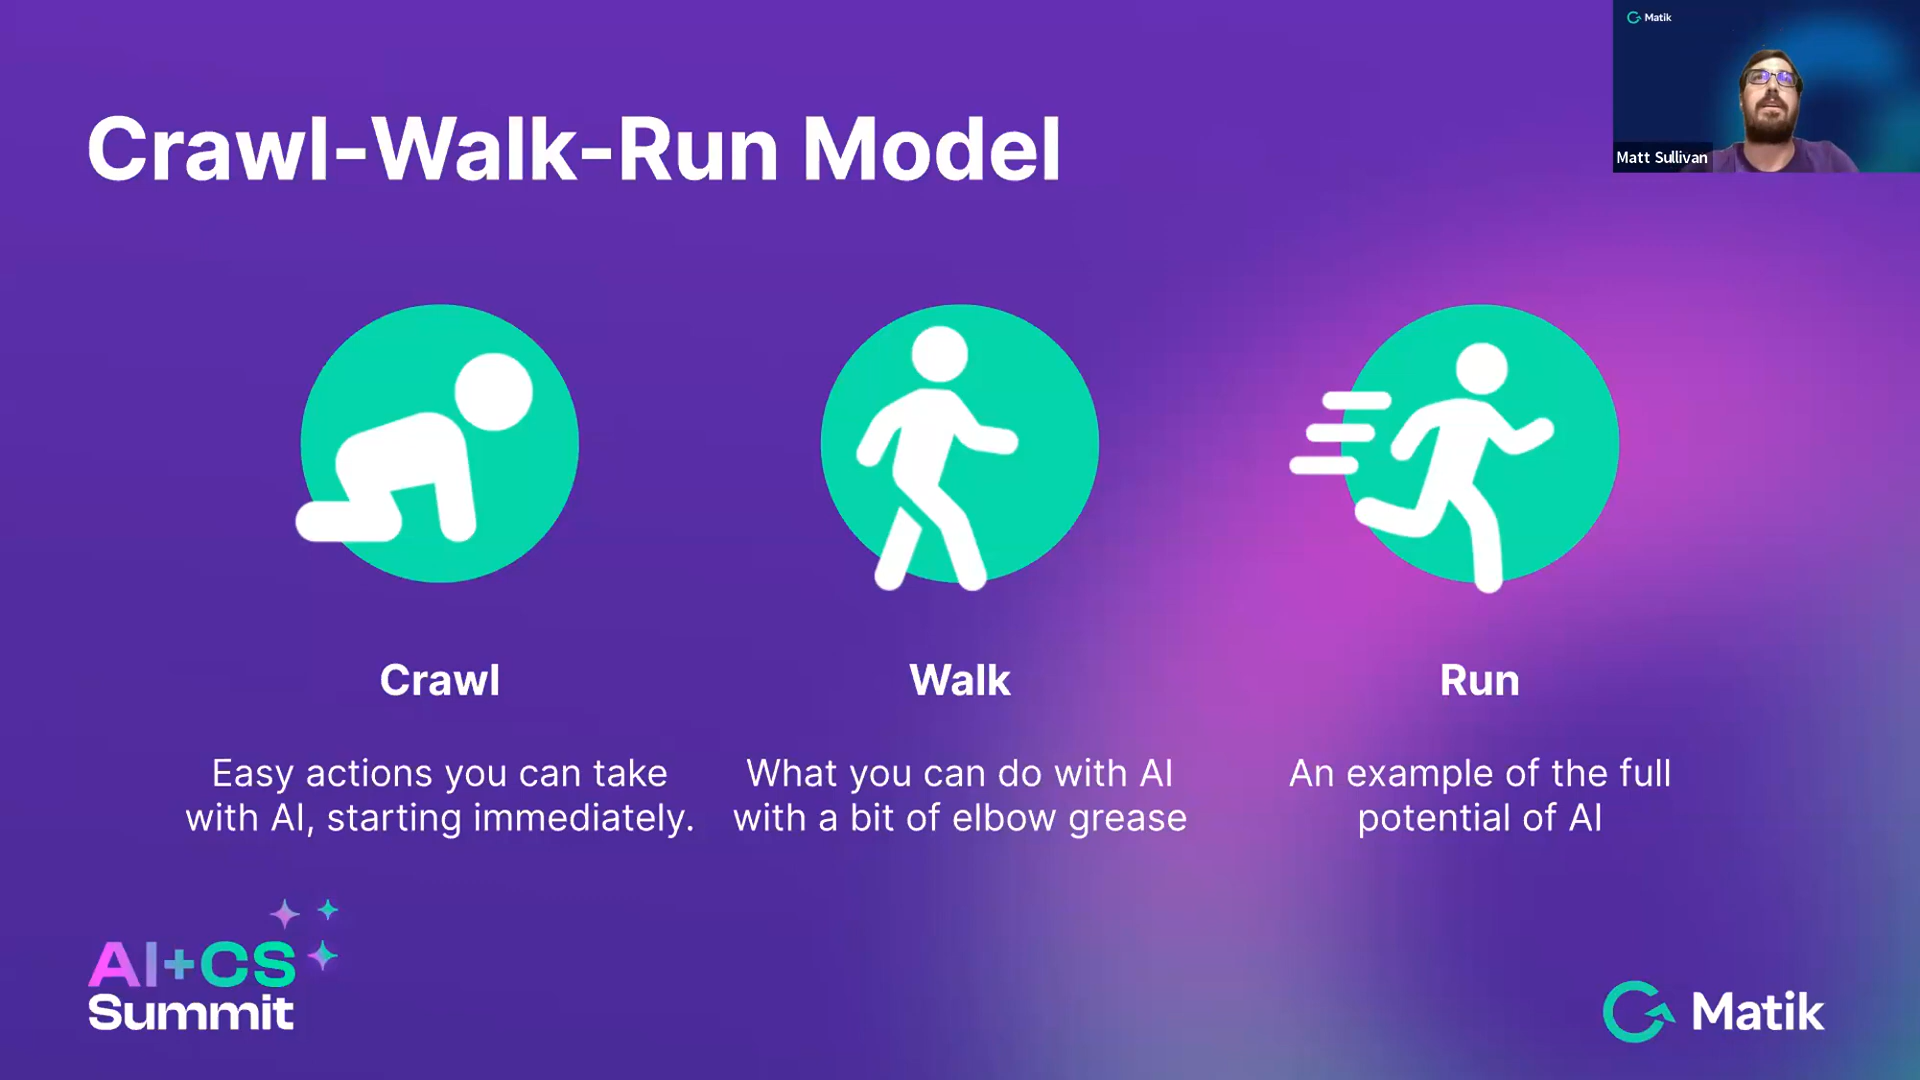 Matik
Matt Sullivan
Crawl-Walk-Run Model
Crawl
Easy actions you can take
with AI, starting immediately.
Walk
What you can do with AI
with a bit of elbow grease
Run
An example of the full
potential of AI
AI+CS
Summit
Matik